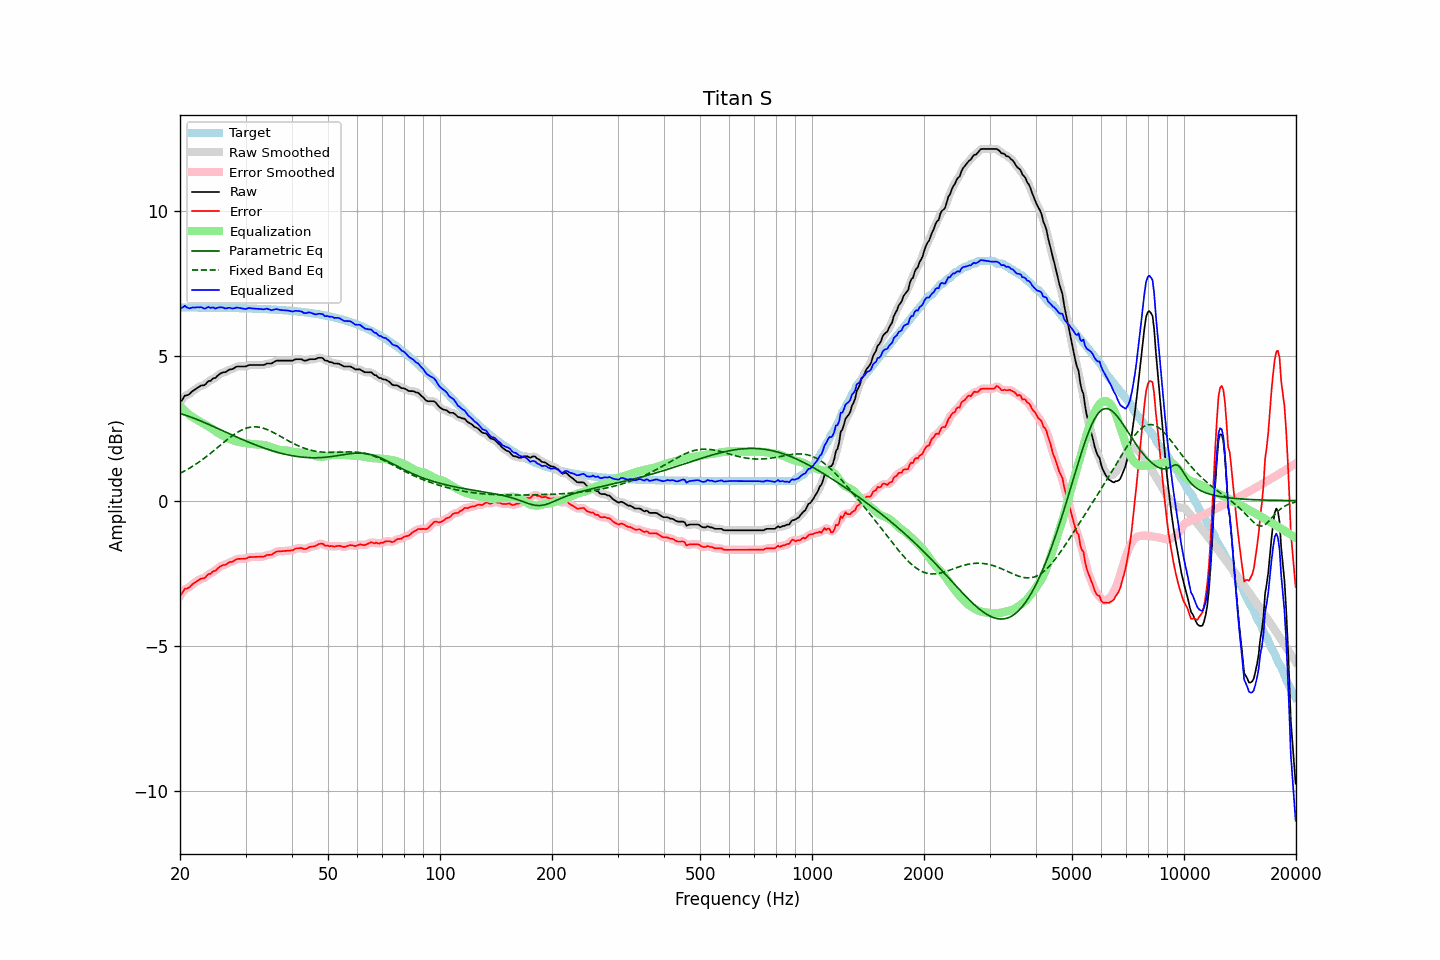 Titan S
Target
Raw Smoothed
Error Smoothed
Raw
Error
Equalization
Parametric Eq
Fixed Band Eq
Equalized
Amplitude (dBr)
10
5
0
−5
−10
20 50 100 200 500 1000 2000 5000 10000 20000
Frequency (Hz)